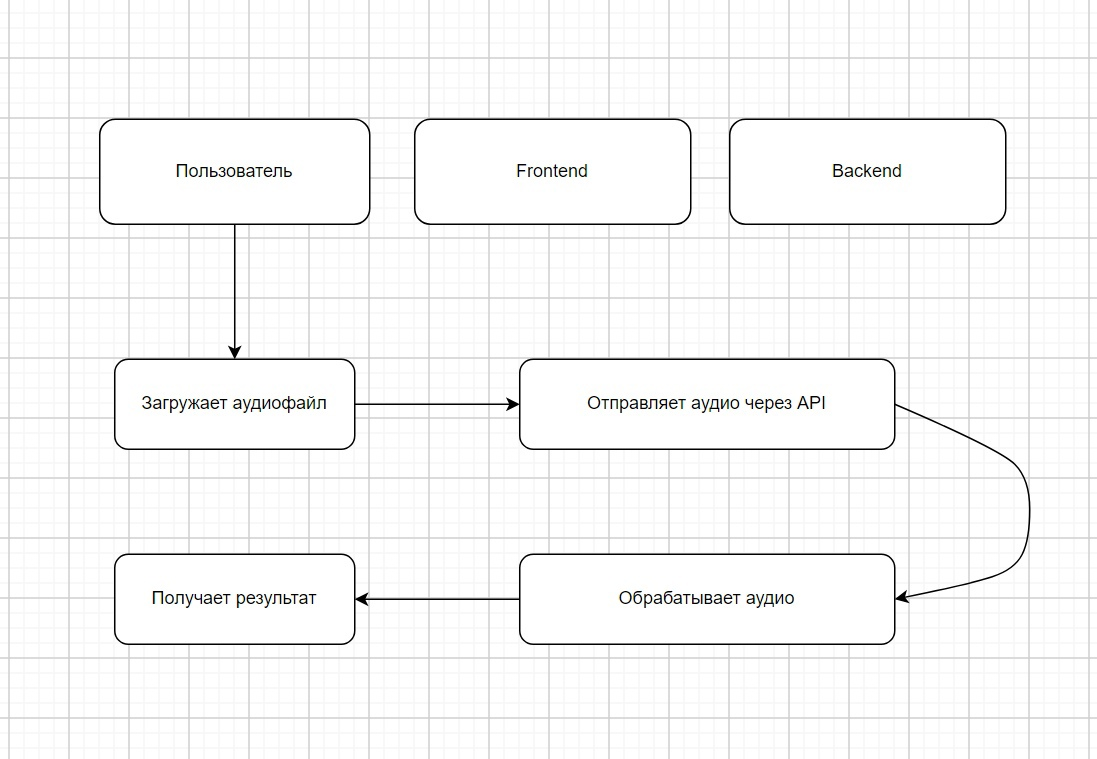 Пользователь
Frontend
Backend
Загружает аудиофайл
Отправляет аудио через API
Получает результат
Обрабатывает аудио